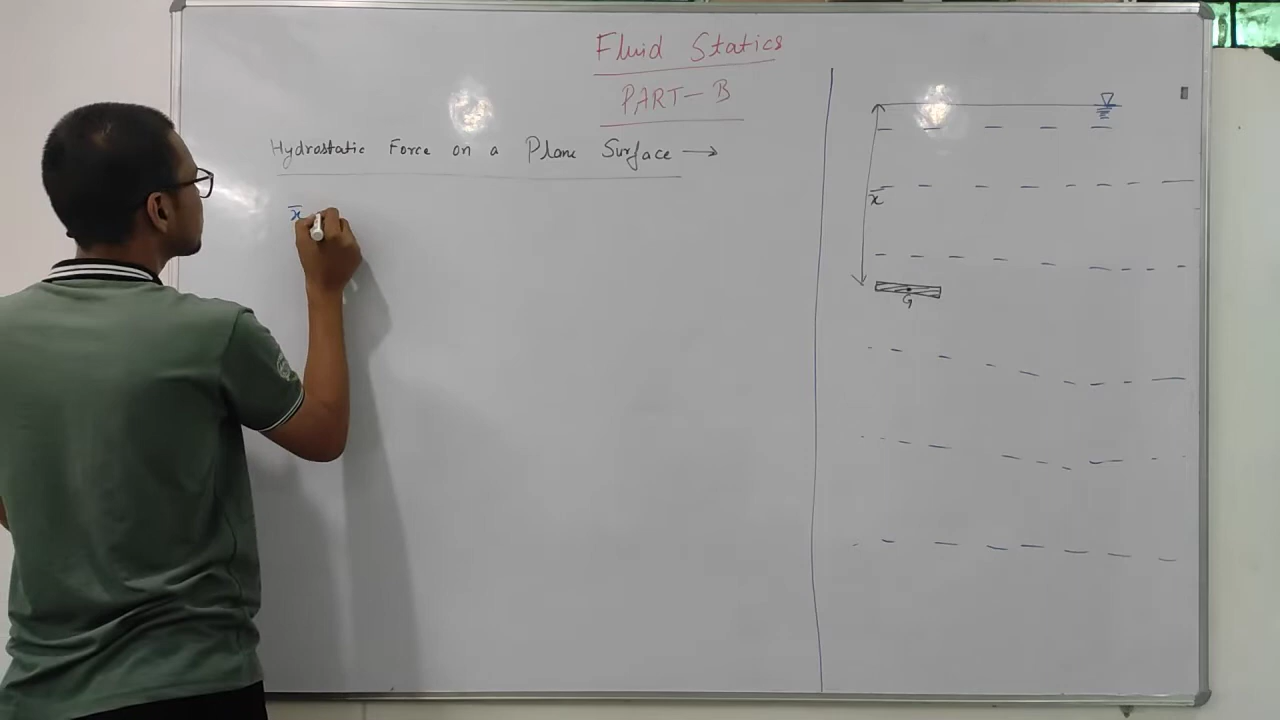 Fluid Statics
PART-B
Hydrostatic Force on a Plane Surface →
x̄
x̄
G